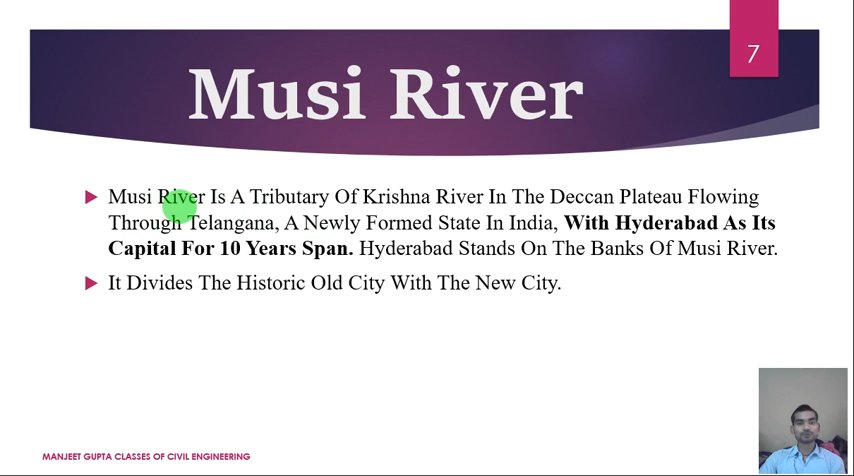 7
Musi River
Musi River Is A Tributary Of Krishna River In The Deccan Plateau Flowing
Through Telangana, A Newly Formed State In India, With Hyderabad As Its
Capital For 10 Years Span. Hyderabad Stands On The Banks Of Musi River.
It Divides The Historic Old City With The New City.
MANJEET GUPTA CLASSES OF CIVIL ENGINEERING